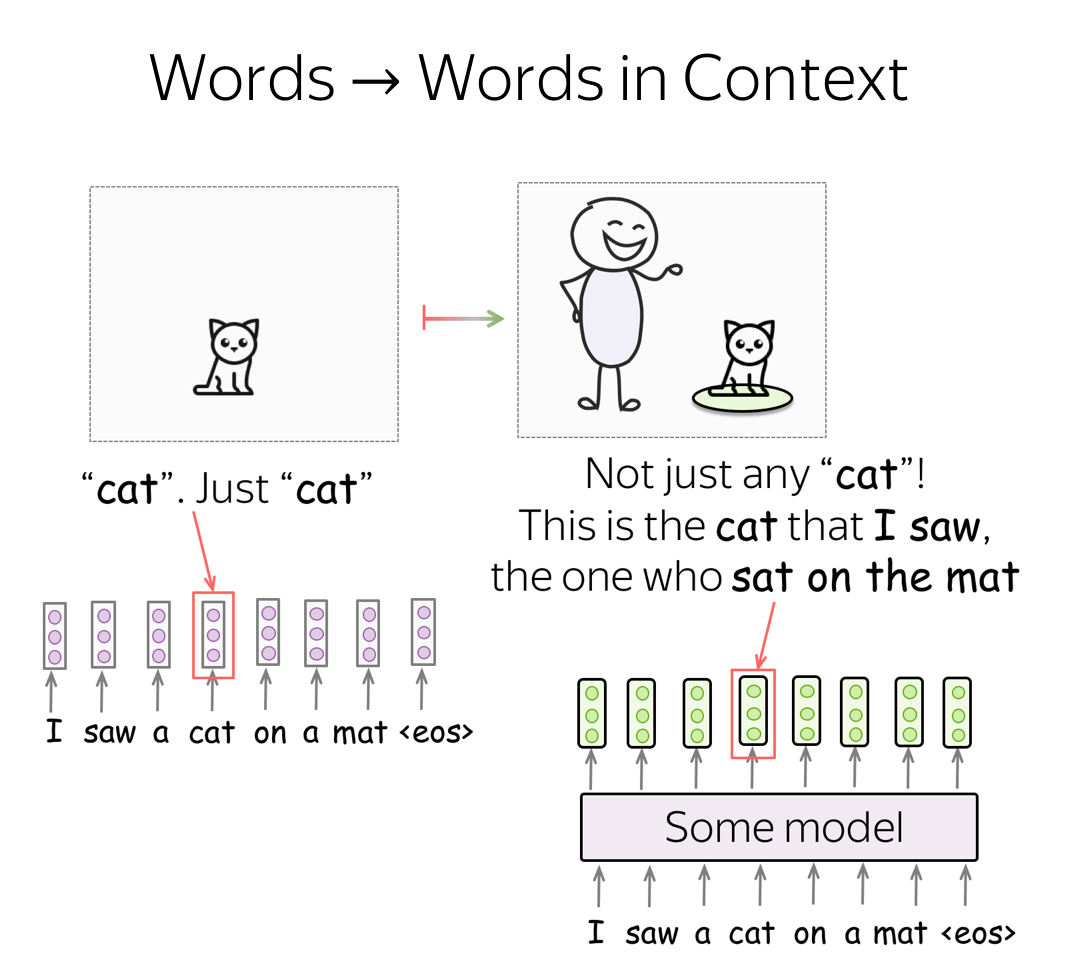 Words → Words in Context
“cat”. Just “cat”
I saw a cat on a mat <eos>
Not just any “cat”!
This is the cat that I saw,
the one who sat on the mat
Some model
I saw a cat on a mat <eos>